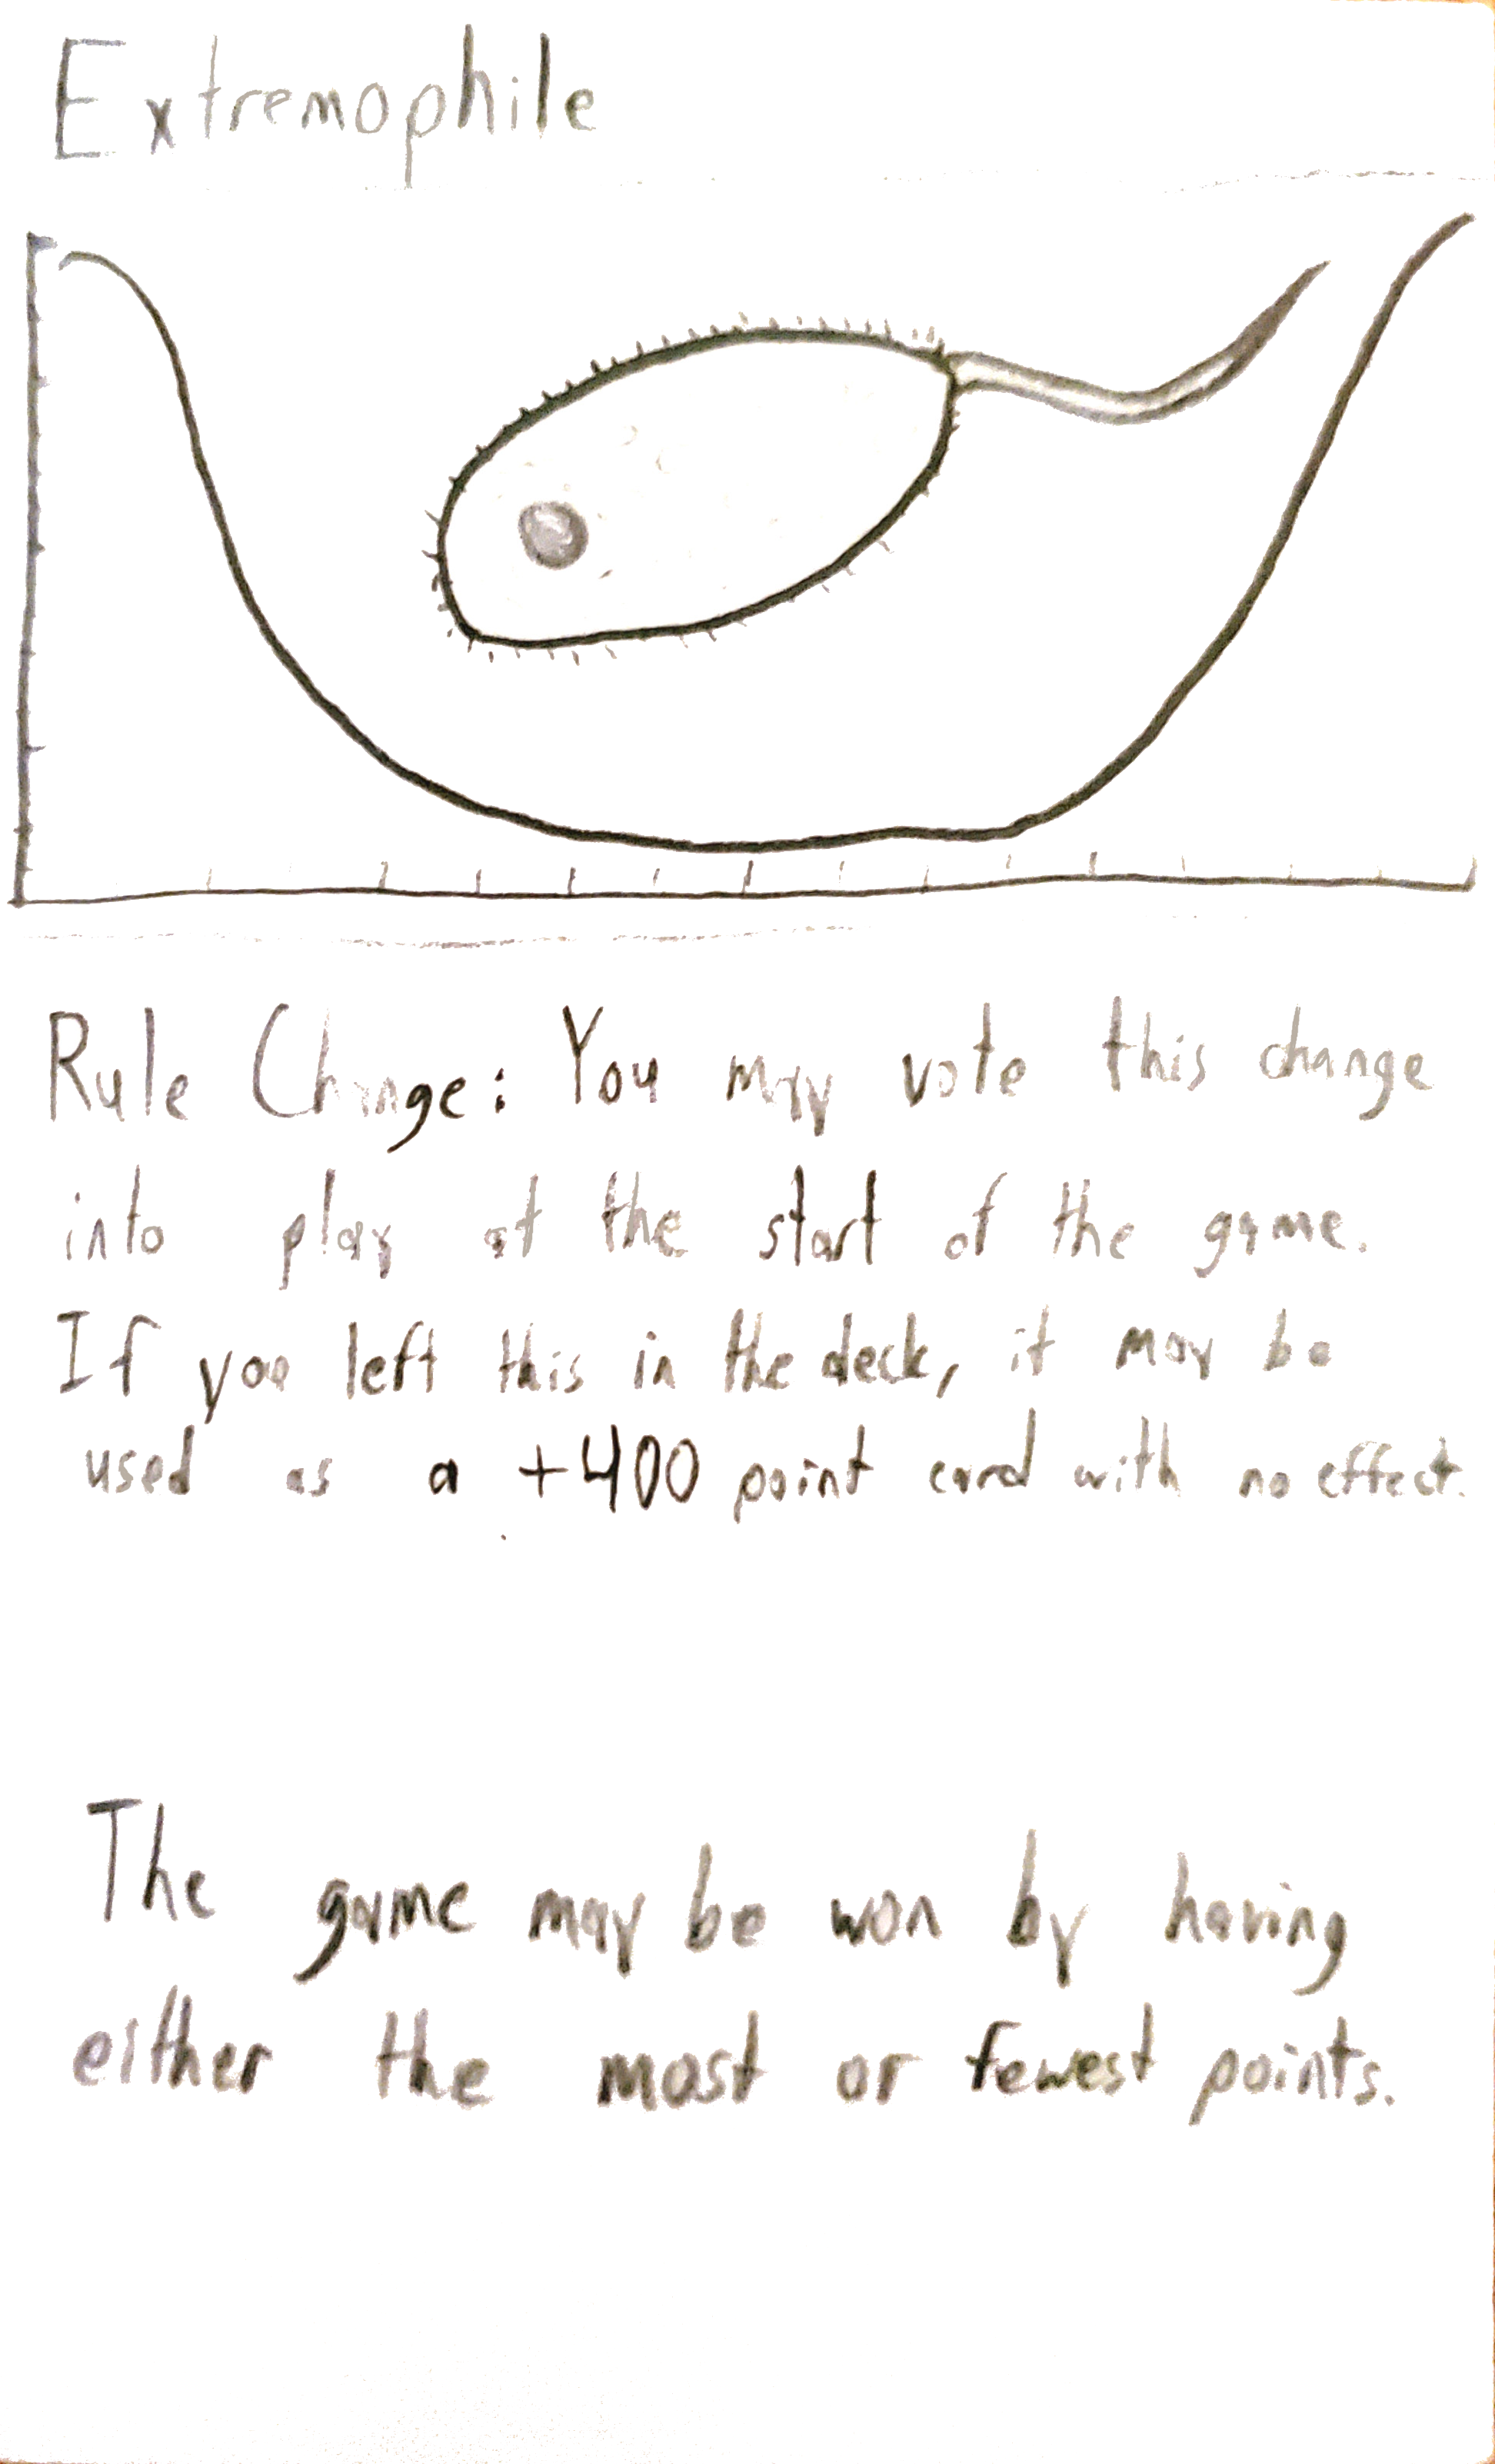 Extremophile
Rule Change: You may vote this change
into play at the start of the game.
If you left this in the deck, it may be
used as a +400 point card with no effect.
The game may be won by having
either the most or fewest points.